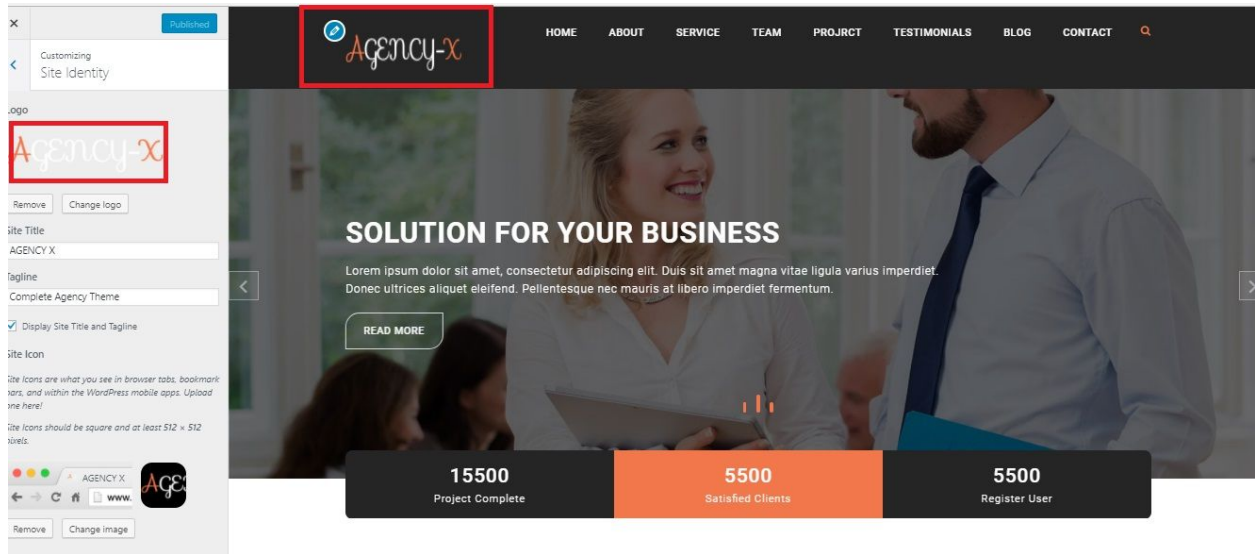 Published
Customizing
Site Identity
Logo
AGENCY-X
Remove
Change logo
Site Title
AGENCY X
Tagline
Complete Agency Theme
Display Site Title and Tagline
Site Icon
Site Icons are what you see in browser tabs, bookmark
bars, and within the WordPress mobile apps. Upload
one here!
Site Icons should be square and at least 512 × 512
pixels.
AGENCY X
www.
AGE
Remove
Change image
AGENCY-X
HOME ABOUT SERVICE TEAM PROJRCT TESTIMONIALS BLOG CONTACT
SOLUTION FOR YOUR BUSINESS
Lorem ipsum dolor sit amet, consectetur adipiscing elit. Duis sit amet magna vitae ligula varius imperdiet.
Donec ultrices aliquet eleifend. Pellentesque nec mauris at libero imperdiet fermentum.
READ MORE
15500
Project Complete
5500
Satisfied Clients
5500
Register User